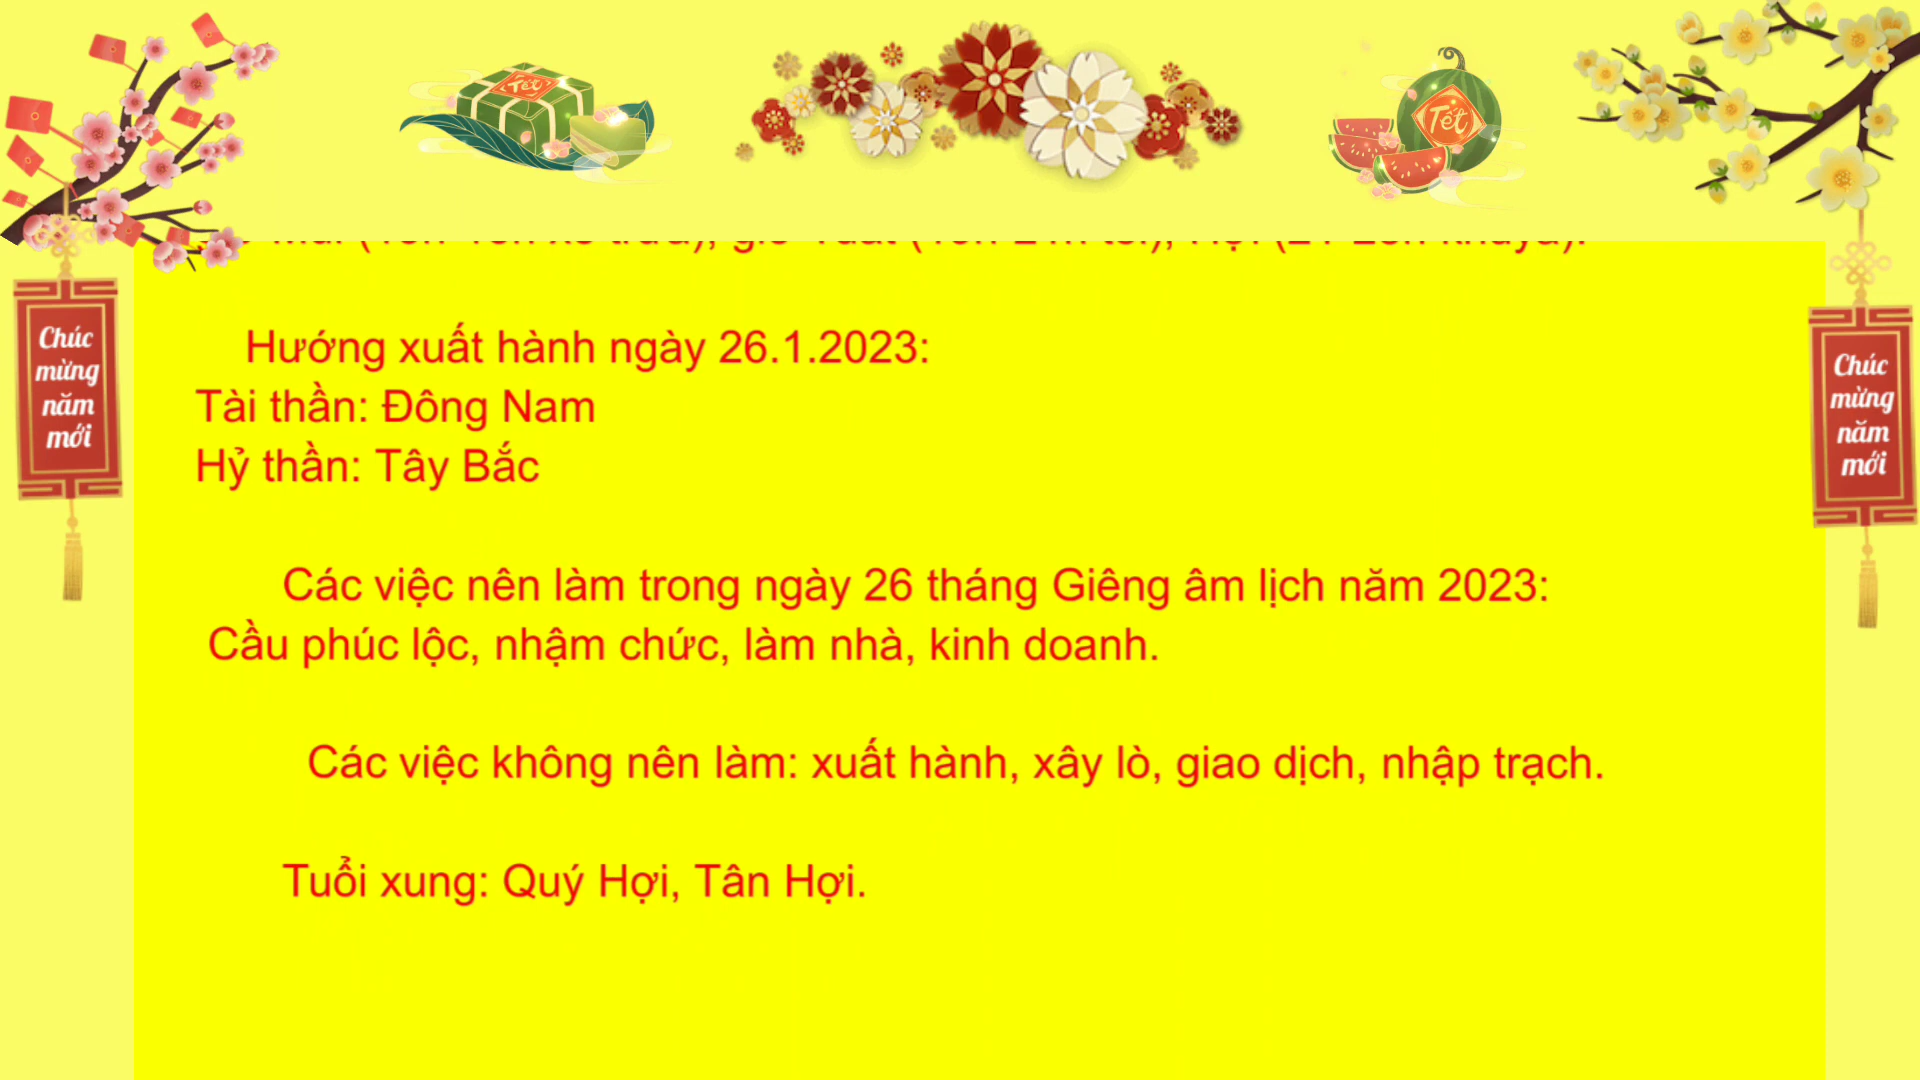 Tết
Tết
Hướng xuất hành ngày 26.1.2023:
Tài thần: Đông Nam
Hỷ thần: Tây Bắc
Các việc nên làm trong ngày 26 tháng Giêng âm lịch năm 2023:
Cầu phúc lộc, nhậm chức, làm nhà, kinh doanh.
Các việc không nên làm: xuất hành, xây lò, giao dịch, nhập trạch.
Tuổi xung: Quý Hợi, Tân Hợi.
Chúc
mừng
năm
mới
Chúc
mừng
năm
mới